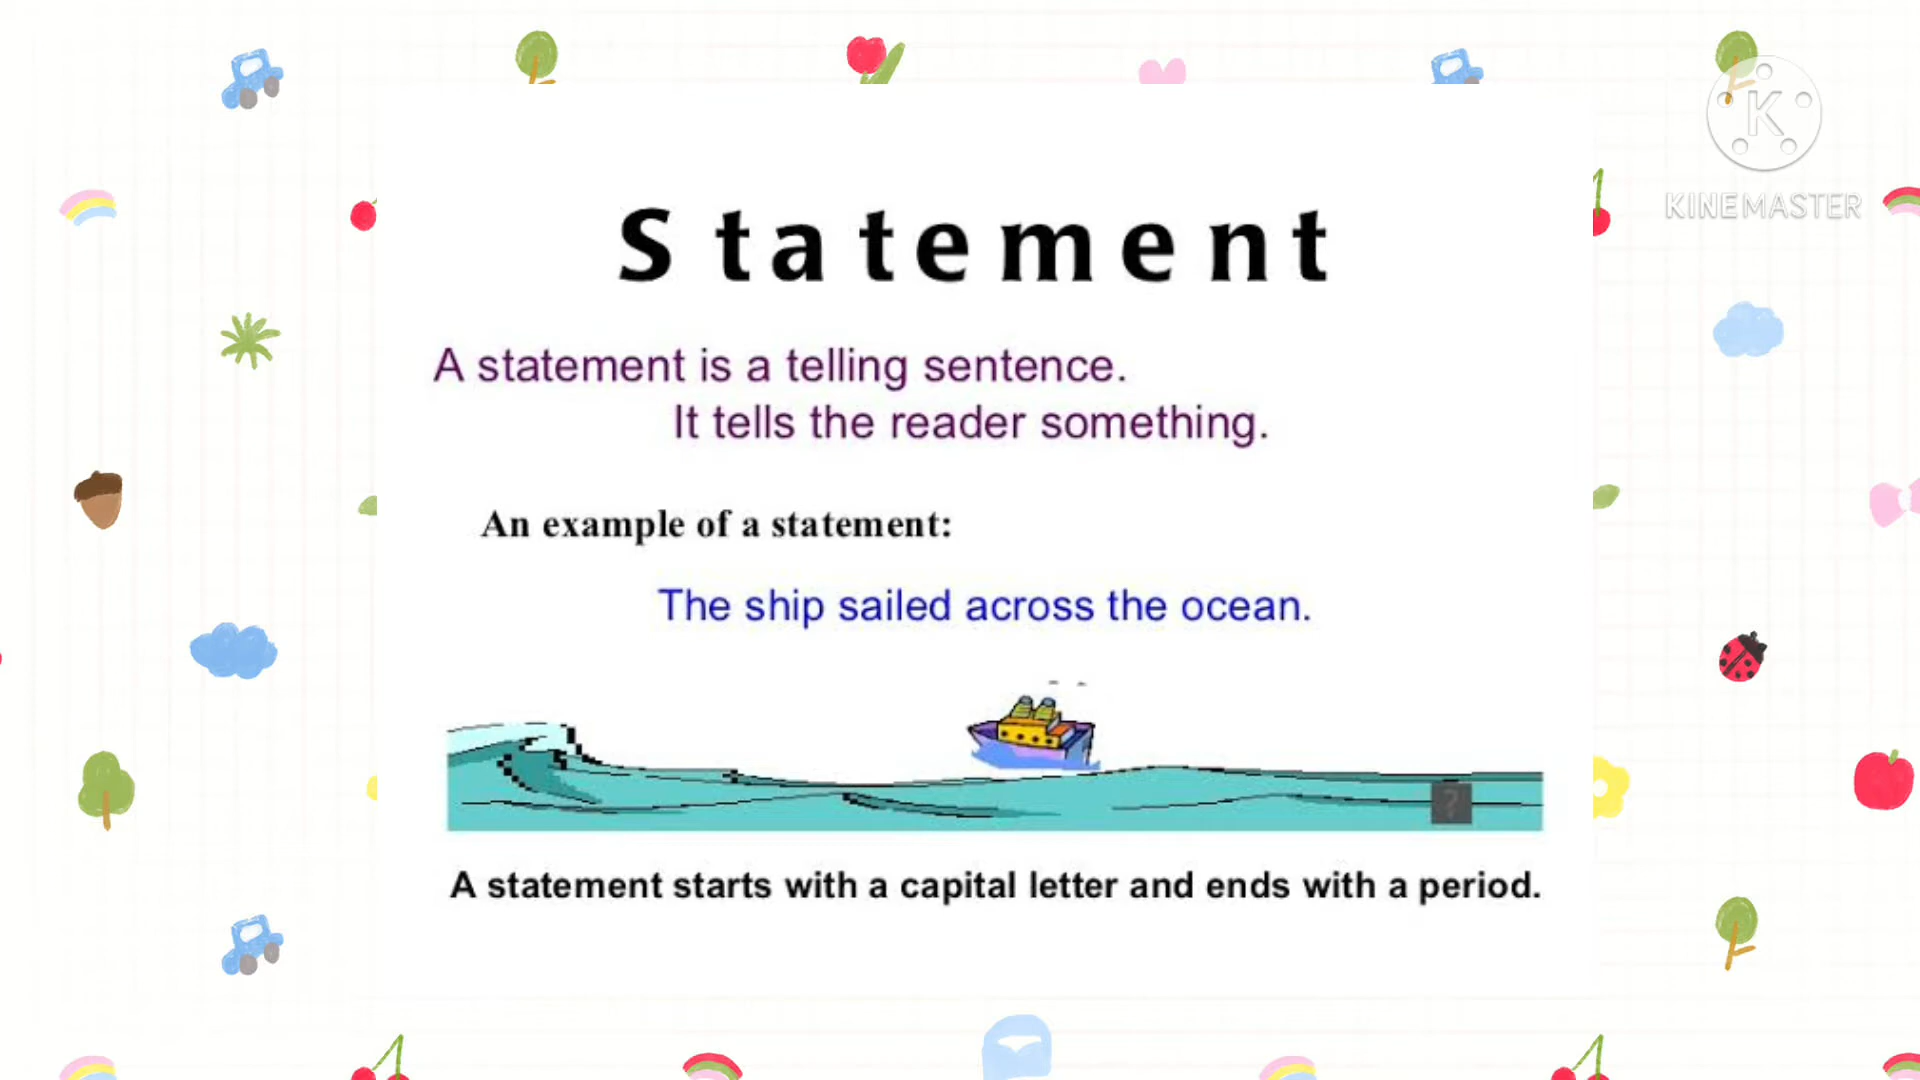 K
KINEMASTER
Statement
A statement is a telling sentence.
It tells the reader something.
An example of a statement:
The ship sailed across the ocean.
?
A statement starts with a capital letter and ends with a period.